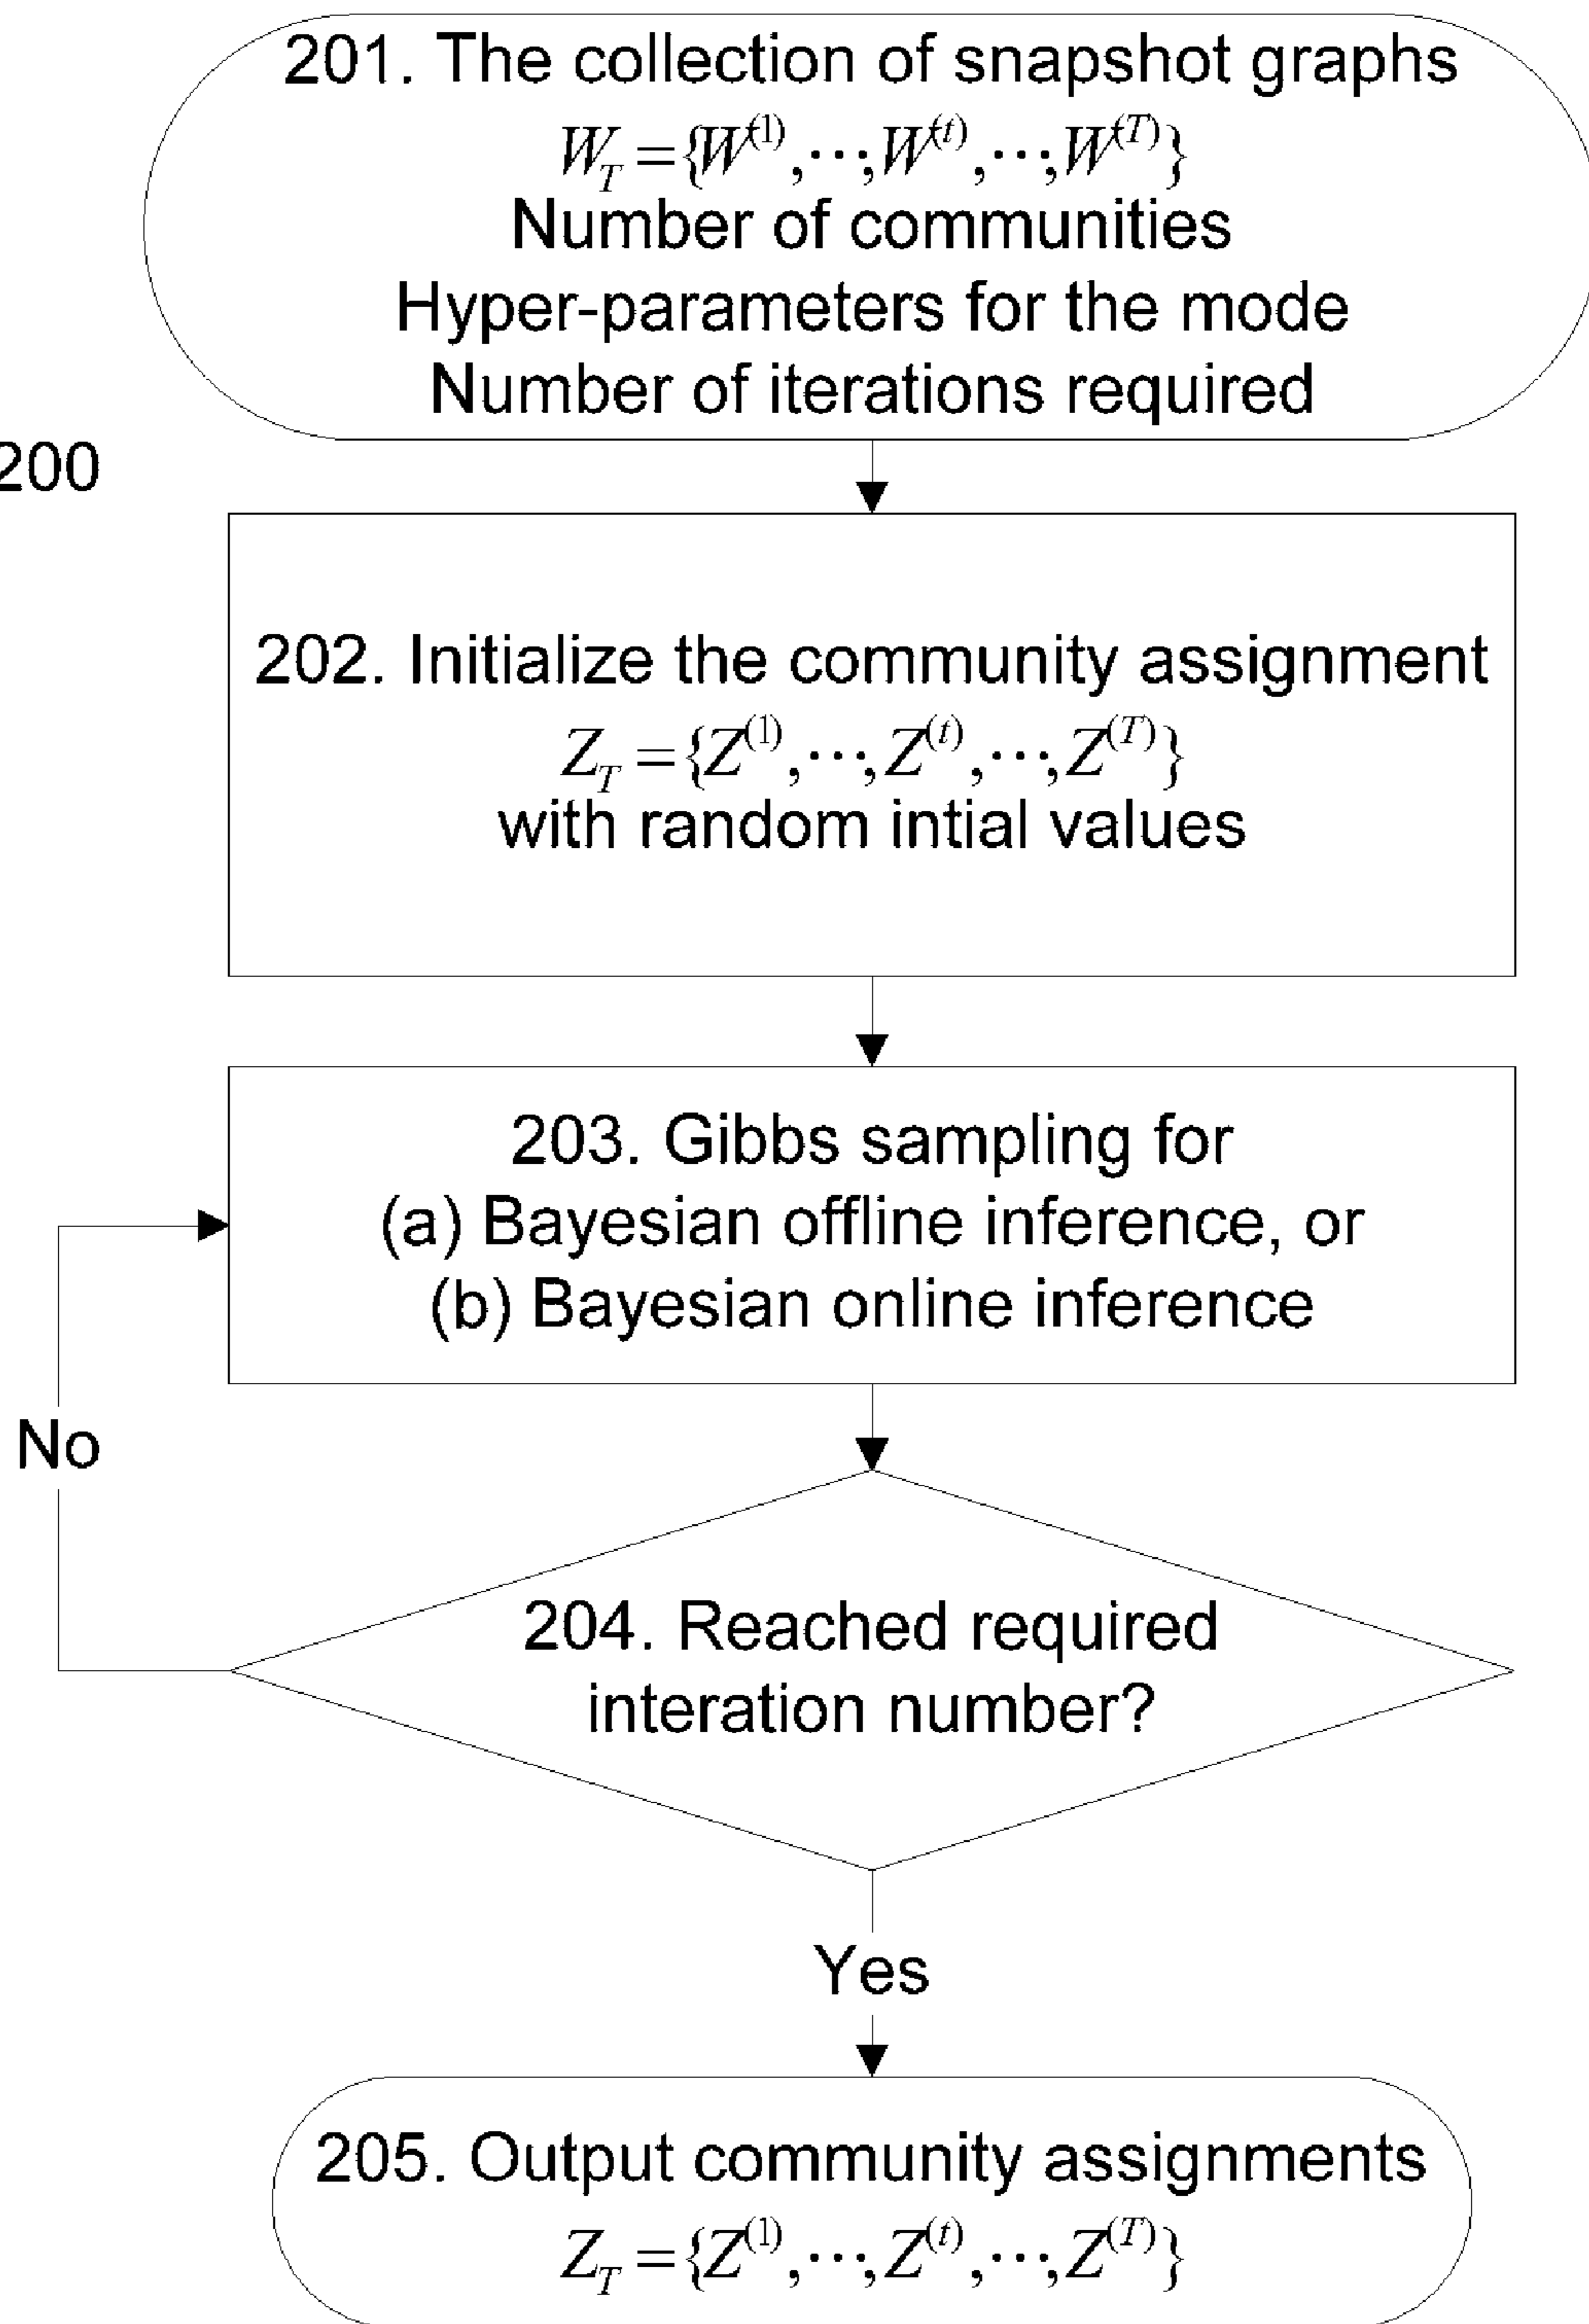 201. The collection of snapshot graphs
W_T={W^(1),⋯,W^(t),⋯,W^(T)}
Number of communities
Hyper-parameters for the mode
Number of iterations required
200
202. Initialize the community assignment
Z_T={Z^(1),⋯,Z^(t),⋯,Z^(T)}
with random intial values
203. Gibbs sampling for
(a) Bayesian offline inference, or
(b) Bayesian online inference
No
204. Reached required
interation number?
Yes
205. Output community assignments
Z_T={Z^(1),⋯,Z^(t),⋯,Z^(T)}